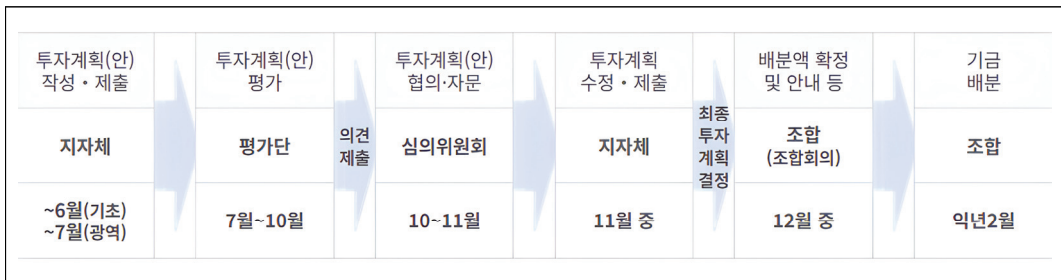 투자계획(안)
작성・제출
지자체
~6월(기초)
~7월(광역)
투자계획(안)
평가
평가단
7월~10월
의견
제출
투자계획(안)
협의·자문
심의위원회
10~11월
투자계획
수정・제출
지자체
11월 중
최종
투자
계획
결정
배분액 확정
및 안내 등
조합
(조합회의)
12월 중
기금
배분
조합
익년2월